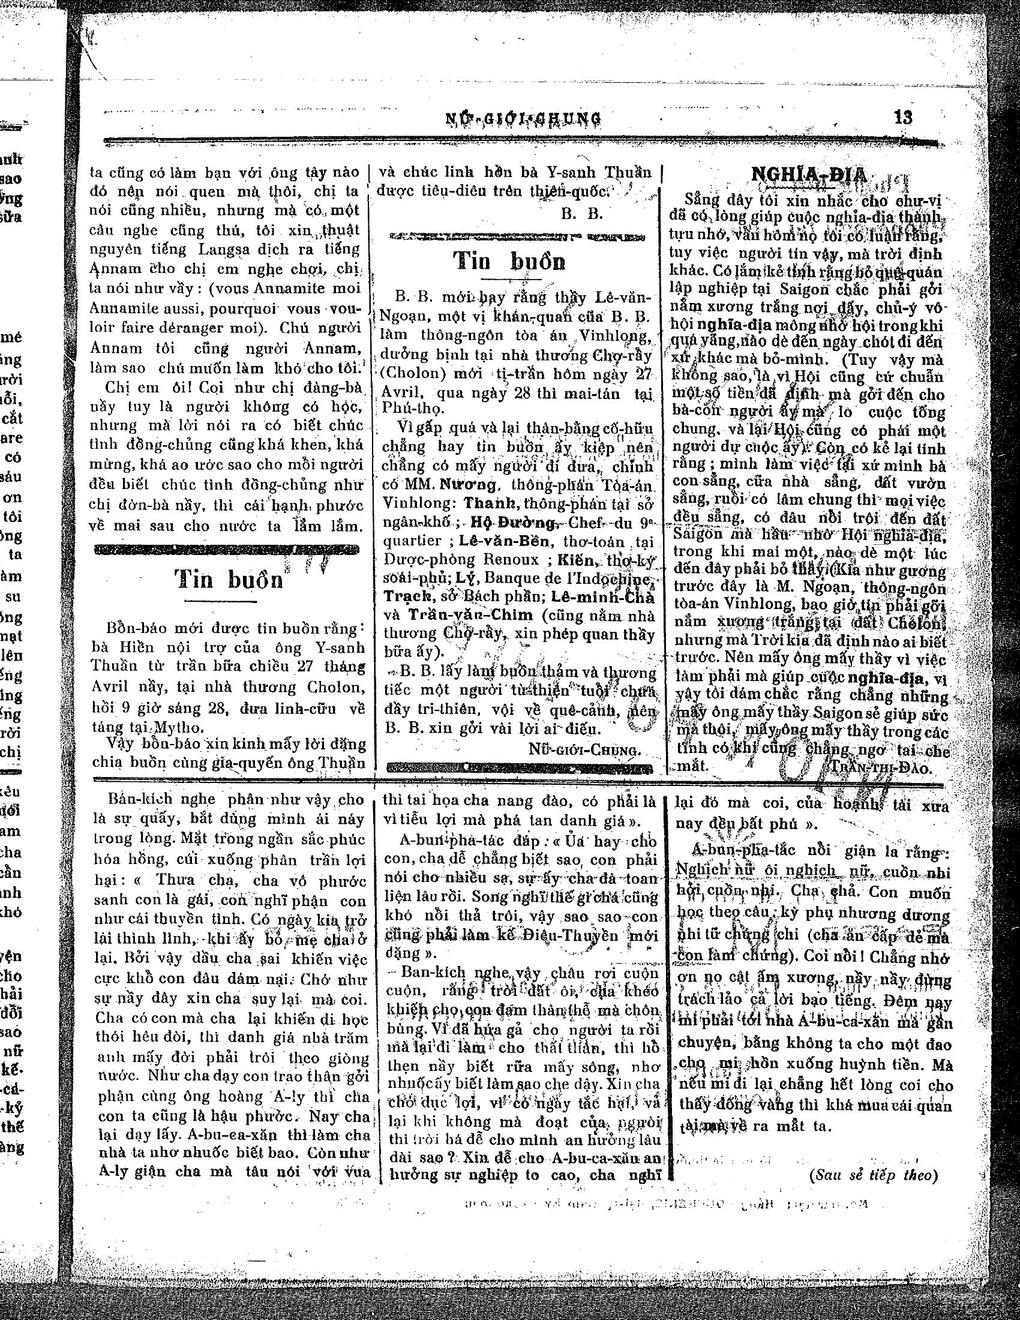 NỮ-GIỚI-CHUNG
13
ta cũng có làm bạn với ông tây nào
đó nên nói quen mà thôi, chị ta
nói cũng nhiều, nhưng mà có một
câu nghe cũng thú, tôi xin thuật
nguyên tiếng Langsa dịch ra tiếng
Annam cho chị em nghe chơi, chị
ta nói như vầy : (vous Annamite moi
Annamite aussi, pourquoi vous vou-
loir faire déranger moi). Chú người
Annam tôi cũng người Annam,
làm sao chú muốn làm khó cho tôi.
Chị em ôi! Coi như chị đàng-bà
nầy tuy là người không có học,
nhưng mà lời nói ra có biết chúc
tình đồng-chủng cũng khá khen, khá
mừng, khá ao ước sao cho mỗi người
đều biết chúc tình đồng-chủng như
chị đờn-bà nầy, thì cái hạnh phước
về mai sau cho nước ta lắm lắm.
Tin buồn
Bổn-báo mới được tin buồn rằng :
bà Hiền nội trợ của ông Y-sanh
Thuần từ trần bữa chiều 27 tháng
Avril nầy, tại nhà thương Cholon,
hồi 9 giờ sáng 28, đưa linh-cữu về
táng tại Mytho.
Vậy bổn-báo xin kính mấy lời đặng
chia buồn cùng gia-quyến ông Thuần
và chúc linh hồn bà Y-sanh Thuần
được tiêu-diêu trên thiên-quốc.
B. B.
Tin buồn
B. B. mới hay rằng thầy Lê-văn-
Ngoạn, một vị khán-quan của B. B.
làm thông-ngôn tòa án Vinhlong,
dưởng bịnh tại nhà thương Chợ-rẫy
(Cholon) mới tị-trần hôm ngày 27
Avril, qua ngày 28 thì mai-tán tại
Phú-thọ.
Vì gấp quá và lại thân-bằng cố-hữu
chẳng hay tin buồn ấy kiệp nên
chẳng có mấy người đi đưa, chỉnh
có MM. Nương, thông-phán Tòa-án
Vinhlong: Thanh, thông-phán tại sở
ngân-khố ; Hộ Đường, Chef du 9e
quartier ; Lê-văn-Bền, thơ-toán tại
Dược-phòng Renoux ; Kiến, thơ-ký
soái-phủ; Lý, Banque de l'Indochine,
Trạch, sở Bách phần; Lê-minh-Chà
và Trần-văn-Chim (cũng nằm nhà
thương Chợ-rẫy, xin phép quan thầy
bữa ấy).
B. B. lấy làm buồn thảm và thương
tiếc một người từ-thiện tuổi chưa
đầy tri-thiên, vội về quê-cảnh, nên
B. B. xin gởi vài lời ai điếu.
NỮ-GIỚI-CHUNG.
NGHĨA-ĐỊA
Sẳng đây tôi xin nhắc cho chư-vị
đã có lòng giúp cuộc nghĩa-địa thành
tựu nhớ, vẫn hôm nọ tôi có luận rằng,
tuy việc người tín vậy, mà trời định
khác. Có lắm kẻ tính rằng bỏ quê-quán
lập nghiệp tại Saigon chắc phải gởi
nắm xương trắng nơi đấy, chú-ý vô
hội nghĩa-địa mông nhờ hội trong khi
quá vãng, nào dè đến ngày chót đi đến
xứ khác mà bỏ-mình. (Tuy vậy mà
không sao, là vì Hội cũng cứ chuẩn
một số tiền đã định mà gởi đến cho
bà-con người ấy mà lo cuộc tống
chung, và lại Hội cũng có phái một
người dự cuộc ấy). Còn có kẻ lại tính
rằng ; mình làm việc tại xứ mình bà
con sẳng, cửa nhà sẳng, đất vườn
sẳng, ruồi có lâm chung thì mọi việc
đều sẳng, có đâu nổi trôi đến đất
Saigon mà hầu nhờ Hội nghĩa-địa,
trong khi mai một, nào dè một lúc
đến đây phải bỏ thây (Kìa như gương
trước đây là M. Ngoạn, thông-ngôn
tòa-án Vinhlong, bao giờ tin phải gởi
nắm xương trắng tại đất Cholon,
nhưng mà Trời kia đã định nào ai biết
trước. Nên mấy ông mấy thầy vì việc
làm phải mà giúp cuộc nghĩa-địa, vì
vậy tôi dám chắc rằng chẳng những
mấy ông mấy thầy Saigon sẻ giúp sức
mà thôi, mấy ông mấy thầy trong các
tỉnh có khi cũng chẳng ngơ tai che
mắt.
TRẦN-THỊ-ĐÀO.
Bán-kích nghe phân như vậy cho
là sự quấy, bắt dủng mình ái náy
trong lòng. Mặt trông ngần sắc phúc
hóa hồng, cúi xuống phân trần lợi
hại : « Thưa cha, cha vô phước
sanh con là gái, con nghĩ phận con
như cái thuyền tình. Có ngày kia trở
lái thình lình, khi ấy bỏ mẹ cha ở
lại. Bởi vậy dầu cha sai khiến việc
cực khổ con đâu dám nại. Chớ như
sự nầy đây xin cha suy lại mà coi.
Cha có con mà cha lại khiến đi học
thói hèu đòi, thì danh giá nhà trăm
anh mấy đời phải trôi theo giòng
nước. Như cha dạy con trao thân gởi
phận cùng ông hoàng A-ly thì cha
con ta cũng là hậu phước. Nay cha
lại dạy lấy. A-bu-ca-xăn thì làm cha
nhà ta nhơ nhuốc biết bao. Còn như
A-ly giận cha mà tâu nói với vua
thì tai họa cha nang đào, có phải là
vì tiểu lợi mà phá tan danh giá ».
A-bun-pha-tác đáp : « Ủa hay cho
con, cha dễ chẳng biết sao, con phải
nói cho nhiều sạ, sự ấy cha đà toan
liện lâu rồi. Song nghĩ thế gì cha cũng
khó nổi thả trôi, vậy sao sao con
cũng phải làm kế Điêu-Thuyền mới
đặng ».
Ban-kích nghe vậy châu rơi cuộn
cuộn, rằng trời đất ôi, cha khéo
khiến cho con đam thân thể mà chôn
bùng. Vì đã hứa gả cho người ta rồi
mà lại đi làm cho thất thân, thì hổ
thẹn nầy biết rữa mấy sông, nhơ
nhuốc ấy biết làm sao che đậy. Xin cha
chớ dục lợi, vì có ngày tắc hại, và
lại khi không mà đoạt của người
thì trời há để cho mình an hưởng lâu
dài sao ? Xin để cho A-bu-ca-xăn an
hưởng sự nghiệp to cao, cha nghĩ
lại đó mà coi, của hoạnh tài xưa
nay đều bất phú ».
A-bun-pha-tác nổi giận la rằng :
Nghịch nữ ôi nghịch nữ, cuồn nhi
hởi, cuồn nhi. Cha chả. Con muốn
học theo câu : kỳ phụ nhương dương
nhi tử chứng chi (cha ăn cấp dê mà
con làm chứng). Coi nồi ! Chẳng nhớ
ơn nọ cật ấm xương, nầy nầy đừng
trách lão cả lời bạo tiếng. Đêm nay
mi phải tới nhà A-bu-ca-xăn mà gần
chuyện, bằng không ta cho một đao
cho mi hồn xuống huỳnh tiền. Mà
nếu mi đi lại chẳng hết lòng coi cho
thấy đống vàng thì khá mua cái quan
tài mà về ra mắt ta.
(Sau sẻ tiếp theo)